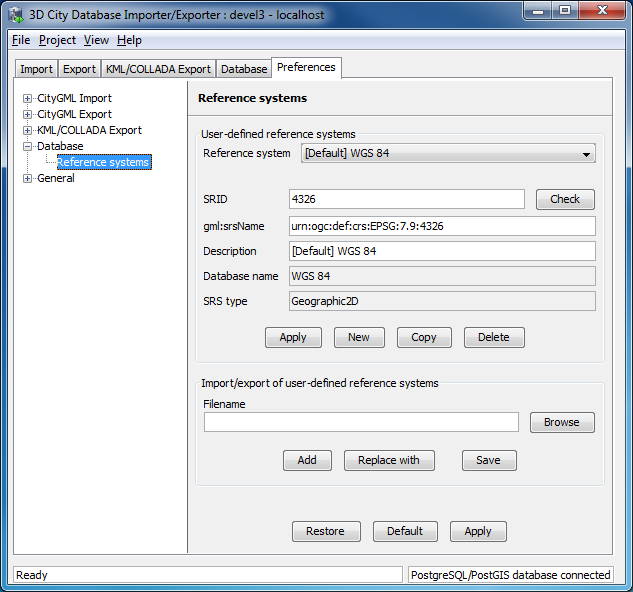 3D City Database Importer/Exporter : devel3 - localhost
File Project View Help
Import Export KML/COLLADA Export Database Preferences
CityGML Import
CityGML Export
KML/COLLADA Export
Database
Reference systems
General
Reference systems
User-defined reference systems
Reference system [Default] WGS 84
SRID 4326 Check
gml:srsName urn:ogc:def:crs:EPSG:7.9:4326
Description [Default] WGS 84
Database name WGS 84
SRS type Geographic2D
Apply New Copy Delete
Import/export of user-defined reference systems
Filename
Browse
Add Replace with Save
Restore Default Apply
Ready PostgreSQL/PostGIS database connected